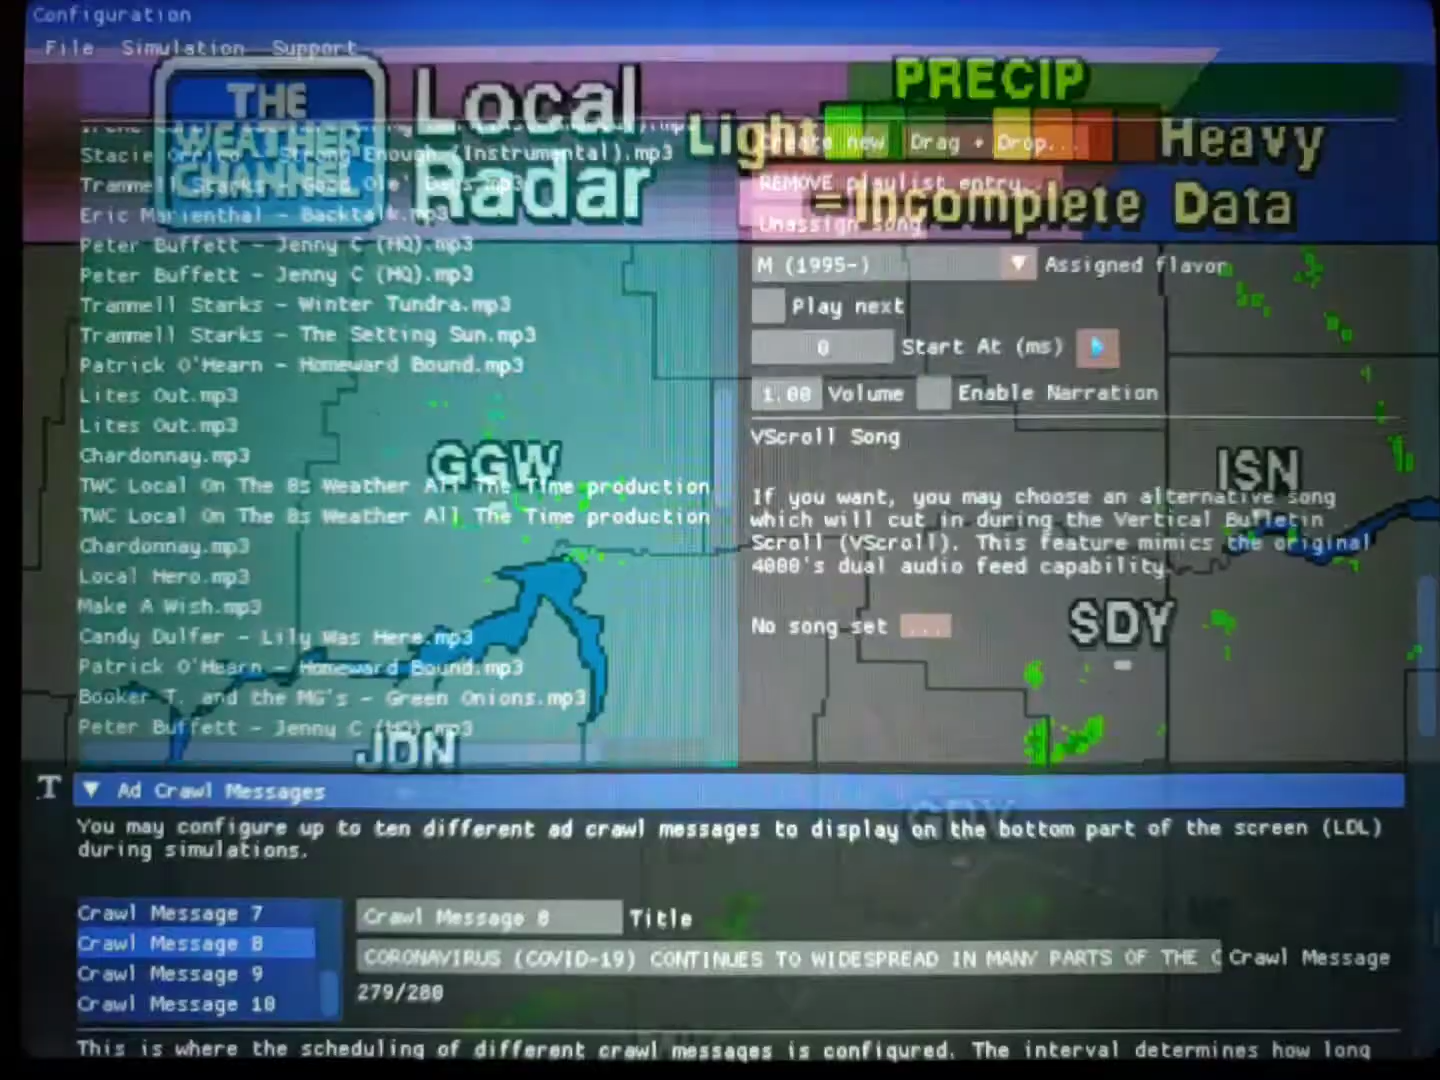 Configuration
File Simulation Support
THE
WEATHER
CHANNEL
Local
Radar
PRECIP
Light
Heavy
= Incomplete Data
Stacie Orrico - Strong Enough (Instrumental).mp3
Trammell Starks - Good Ole' Days.mp3
Eric Marienthal - Backtalk.mp3
Peter Buffett - Jenny C (HQ).mp3
Peter Buffett - Jenny C (HQ).mp3
Trammell Starks - Winter Tundra.mp3
Trammell Starks - The Setting Sun.mp3
Patrick O'Hearn - Homeward Bound.mp3
Lites Out.mp3
Lites Out.mp3
Chardonnay.mp3
TWC Local On The 8s Weather All The Time production
TWC Local On The 8s Weather All The Time production
Chardonnay.mp3
Local Hero.mp3
Make A Wish.mp3
Candy Dulfer - Lily Was Here.mp3
Patrick O'Hearn - Homeward Bound.mp3
Booker T. and the MG's - Green Onions.mp3
Peter Buffett - Jenny C (HQ).mp3
Create new Drag + Drop...
REMOVE playlist entry
Unassign song
M (1995-) Assigned flavor
Play next
0 Start At (ms)
1.00 Volume Enable Narration
VScroll Song
If you want, you may choose an alternative song
which will cut in during the Vertical Bulletin
Scroll (VScroll). This feature mimics the original
4000's dual audio feed capability.
No song set ...
GGW
ISN
SDY
JDN
GDV
T
Ad Crawl Messages
You may configure up to ten different ad crawl messages to display on the bottom part of the screen (LDL)
during simulations.
Crawl Message 7
Crawl Message 8
Crawl Message 9
Crawl Message 10
Crawl Message 8 Title
CORONAVIRUS (COVID-19) CONTINUES TO WIDESPREAD IN MANY PARTS OF THE C Crawl Message
279/280
This is where the scheduling of different crawl messages is configured. The interval determines how long